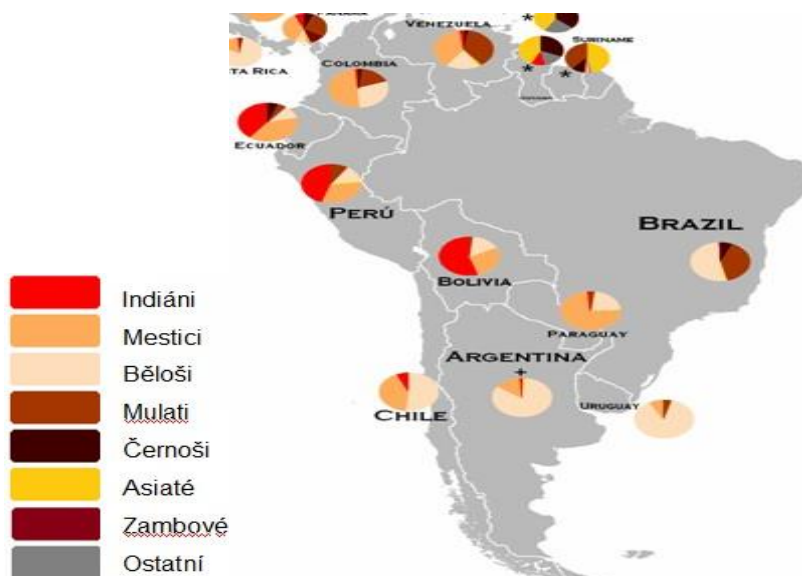 VENEZUELA
SURINAME
TA RICA
COLOMBIA
ECUADOR
PERÚ
BRAZIL
BOLIVIA
PARAGUAY
ARGENTINA
CHILE
URUGUAY
Indiáni
Mestici
Běloši
Mulati
Černoši
Asiaté
Zambové
Ostatní